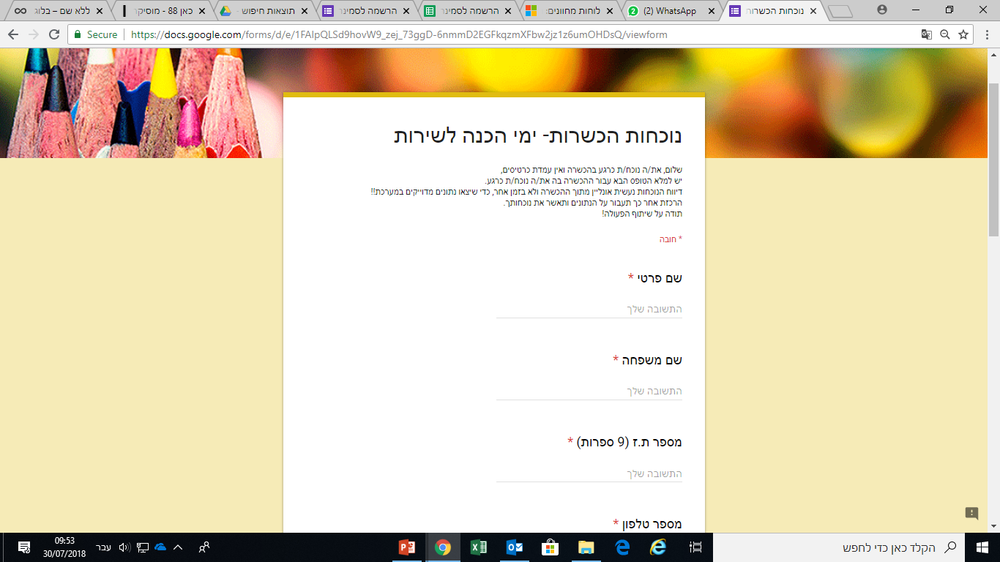 ללא שם – בלוג
כאן 88 - מוסיקה
תוצאות חיפוש -
הרשמה לסמינר
הרשמה לסמינר
לוחות מחוונים:
(2) WhatsApp
נוכחות הכשרות
Secure | https://docs.google.com/forms/d/e/1FAIpQLSd9hovW9_zej_73ggD-6nmmD2EGFkqzmXFbw2jz1z6umOHDsQ/viewform
נוכחות הכשרות- ימי הכנה לשירות
שלום, את/ה נוכח/ת כרגע בהכשרה ואין עמדת כרטיסים,
יש למלא הטופס הבא עבור ההכשרה בה את/ה נוכח/ת כרגע.
דיווח הנוכחות נעשית אונליין מתוך ההכשרה ולא בזמן אחר, כדי שיצאו נתונים מדוייקים במערכת!!
הרכזת אחר כך תעבור על הנתונים ותאשר את נוכחותך.
תודה על שיתוף הפעולה!
* חובה
שם פרטי *
התשובה שלך
שם משפחה *
התשובה שלך
מספר ת.ז (9 ספרות) *
התשובה שלך
מספר טלפון *
הקלד כאן כדי לחפש
עבר
09:53
30/07/2018